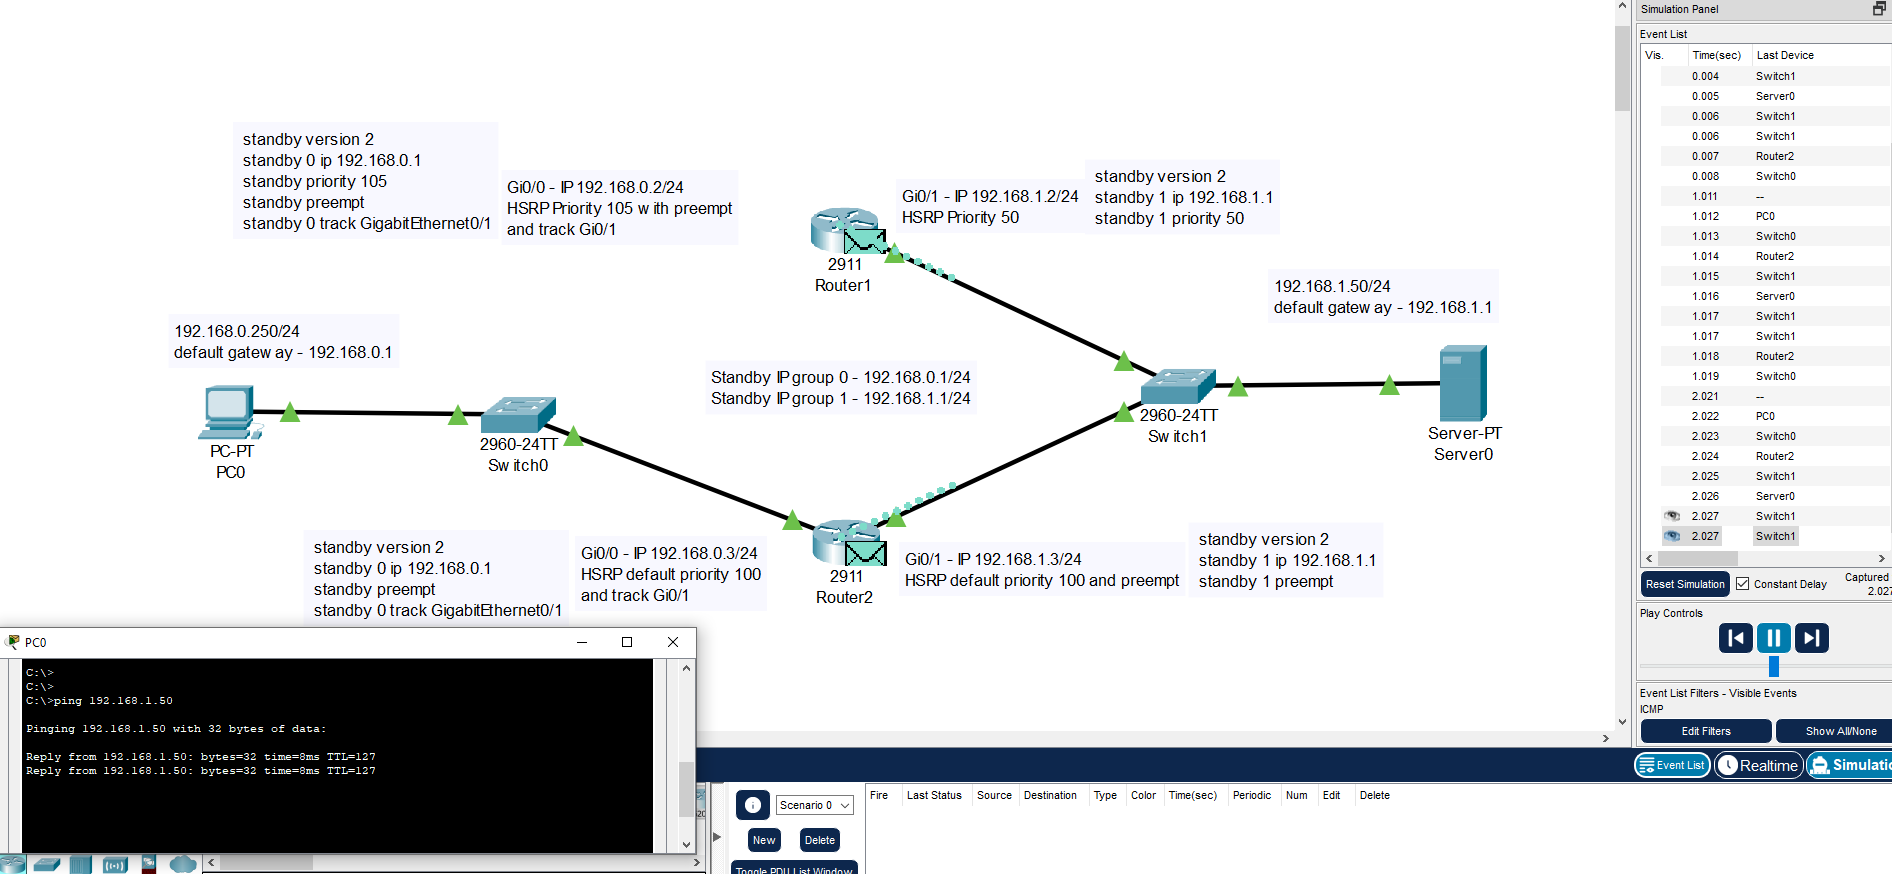 standby version 2
standby 0 ip 192.168.0.1
standby priority 105
standby preempt
standby 0 track GigabitEthernet0/1
Gi0/0 - IP 192.168.0.2/24
HSRP Priority 105 with preempt
and track Gi0/1
2911
Router1
Gi0/1 - IP 192.168.1.2/24
HSRP Priority 50
standby version 2
standby 1 ip 192.168.1.1
standby 1 priority 50
192.168.1.50/24
default gateway - 192.168.1.1
192.168.0.250/24
default gateway - 192.168.0.1
Standby IP group 0 - 192.168.0.1/24
Standby IP group 1 - 192.168.1.1/24
PC-PT
PC0
2960-24TT
Switch0
2960-24TT
Switch1
Server-PT
Server0
standby version 2
standby 0 ip 192.168.0.1
standby preempt
standby 0 track GigabitEthernet0/1
Gi0/0 - IP 192.168.0.3/24
HSRP default priority 100
and track Gi0/1
2911
Router2
Gi0/1 - IP 192.168.1.3/24
HSRP default priority 100 and preempt
standby version 2
standby 1 ip 192.168.1.1
standby 1 preempt
PC0
C:\>
C:\>
C:\>ping 192.168.1.50
Pinging 192.168.1.50 with 32 bytes of data:
Reply from 192.168.1.50: bytes=32 time=8ms TTL=127
Reply from 192.168.1.50: bytes=32 time=8ms TTL=127
Simulation Panel
Event List
Vis. Time(sec) Last Device
0.004 Switch1
0.005 Server0
0.006 Switch1
0.006 Switch1
0.007 Router2
0.008 Switch0
1.011 --
1.012 PC0
1.013 Switch0
1.014 Router2
1.015 Switch1
1.016 Server0
1.017 Switch1
1.017 Switch1
1.018 Router2
1.019 Switch0
2.021 --
2.022 PC0
2.023 Switch0
2.024 Router2
2.025 Switch1
2.026 Server0
2.027 Switch1
2.027 Switch1
Reset Simulation Constant Delay Captured
2.027
Play Controls
Event List Filters - Visible Events
ICMP
Edit Filters Show All/None
Event List Realtime Simulatio
Scenario 0
New Delete
Toggle PDU List Window
Fire Last Status Source Destination Type Color Time(sec) Periodic Num Edit Delete